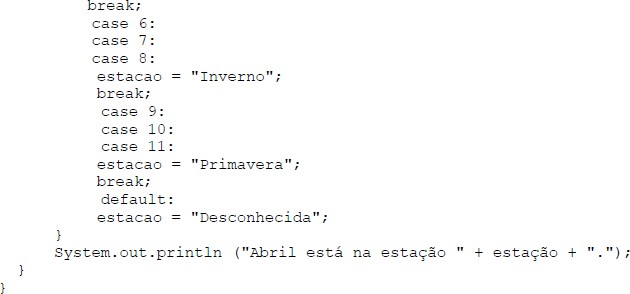 break;
case 6:
case 7:
case 8:
estacao = "Inverno";
break;
case 9:
case 10:
case 11:
estacao = "Primavera";
break;
default:
estacao = "Desconhecida";
}
System.out.println ("Abril está na estação " + estação + ".");
}
}